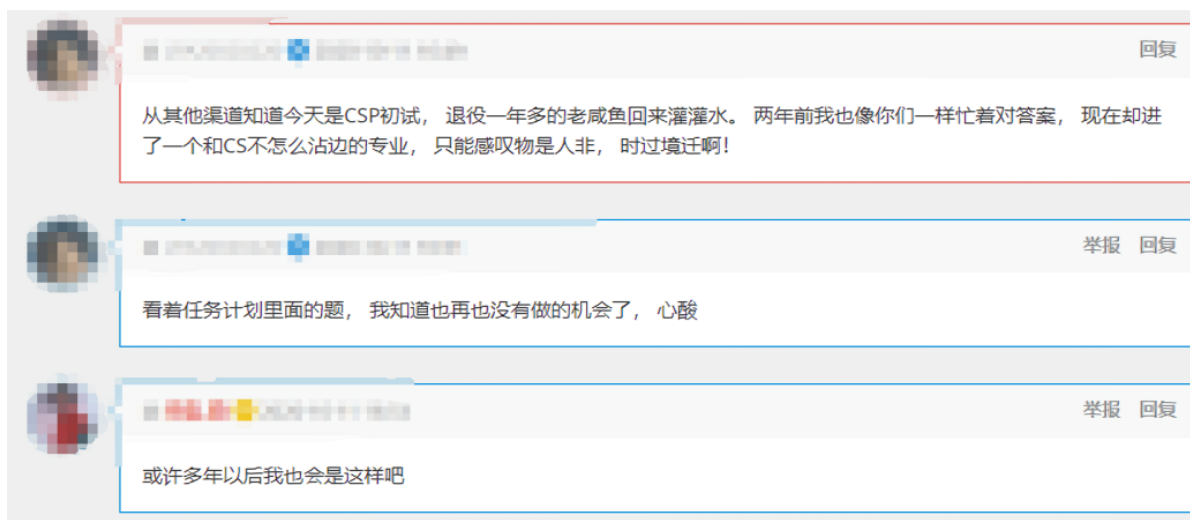 回复
从其他渠道知道今天是CSP初试， 退役一年多的老咸鱼回来灌灌水。 两年前我也像你们一样忙着对答案， 现在却进
了一个和CS不怎么沾边的专业， 只能感叹物是人非， 时过境迁啊！
举报 回复
看着任务计划里面的题， 我知道也再也没有做的机会了， 心酸
举报 回复
或许多年以后我也会是这样吧